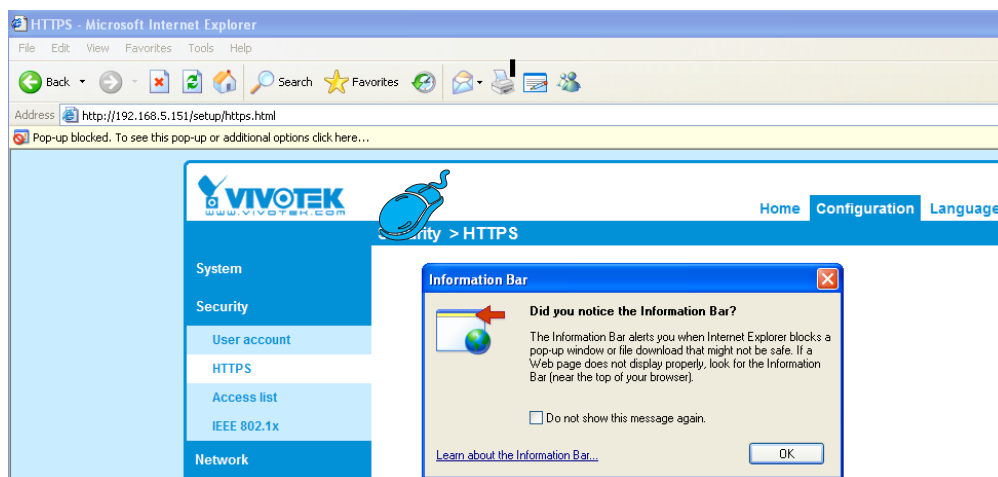 HTTPS - Microsoft Internet Explorer
File Edit View Favorites Tools Help
Back Search Favorites
Address http://192.168.5.151/setup/https.html
Pop-up blocked. To see this pop-up or additional options click here...
VIVOTEK
www.vivotek.com
Home Configuration Language
>HTTPS
System
Security
User account
HTTPS
Access list
IEEE 802.1x
Network
Information Bar
Did you notice the Information Bar?
The Information Bar alerts you when Internet Explorer blocks a
pop-up window or file download that might not be safe. If a
Web page does not display properly, look for the Information
Bar (near the top of your browser).
Do not show this message again.
Learn about the Information Bar...
OK